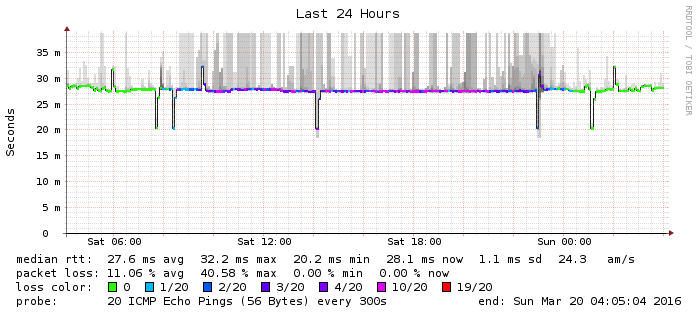 Last 24 Hours
RRDTOOL / TOBI OETIKER
Seconds
35 m
30 m
25 m
20 m
15 m
10 m
5 m
0
Sat 06:00 Sat 12:00 Sat 18:00 Sun 00:00
median rtt: 27.6 ms avg 32.2 ms max 20.2 ms min 28.1 ms now 1.1 ms sd 24.3 am/s
packet loss: 11.06 % avg 40.58 % max 0.00 % min 0.00 % now
loss color: 0 1/20 2/20 3/20 4/20 10/20 19/20
probe: 20 ICMP Echo Pings (56 Bytes) every 300s end: Sun Mar 20 04:05:04 2016